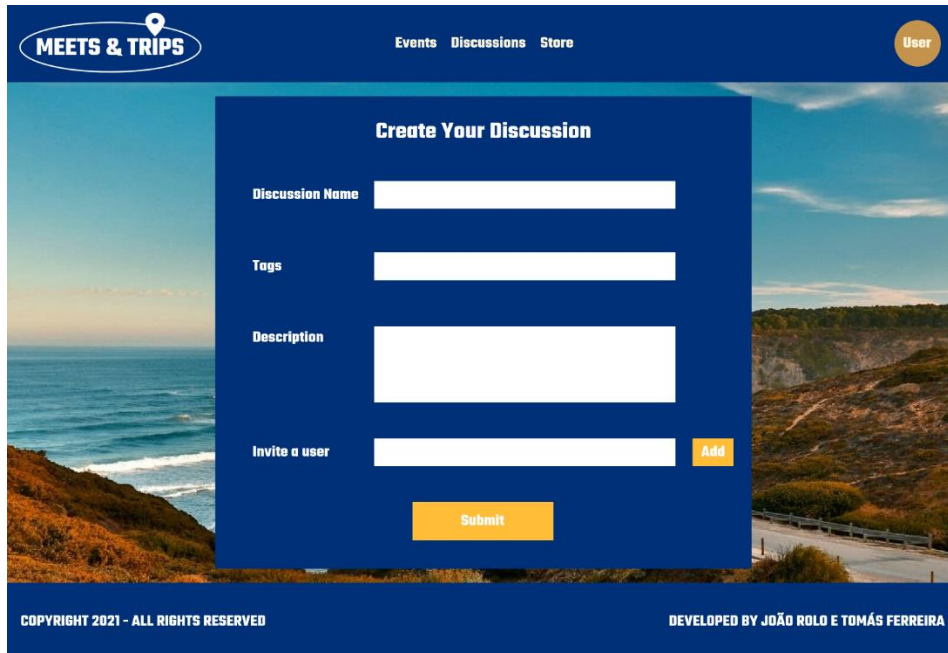 MEETS & TRIPS
Events Discussions Store
User
Create Your Discussion
Discussion Name
Tags
Description
Invite a user
Add
Submit
COPYRIGHT 2021 - ALL RIGHTS RESERVED
DEVELOPED BY JOÃO ROLO E TOMÁS FERREIRA